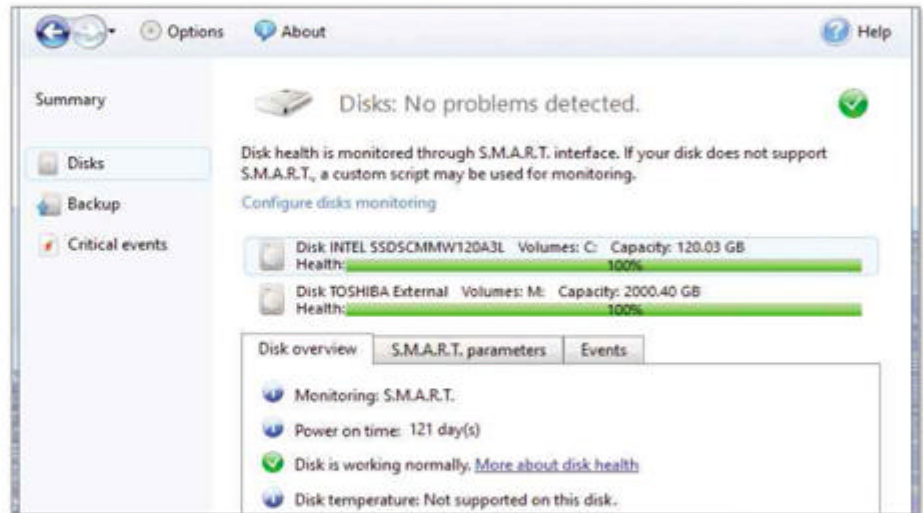 Options About Help
Summary
Disks: No problems detected.
Disks
Disk health is monitored through S.M.A.R.T. interface. If your disk does not support
S.M.A.R.T., a custom script may be used for monitoring.
Backup
Configure disks monitoring
Critical events
Disk INTEL SSDSCMMW120A3L Volumes: C: Capacity: 120.03 GB
Health: 100%
Disk TOSHIBA External Volumes: M: Capacity: 2000.40 GB
Health: 100%
Disk overview S.M.A.R.T. parameters Events
Monitoring: S.M.A.R.T.
Power on time: 121 day(s)
Disk is working normally. More about disk health
Disk temperature: Not supported on this disk.